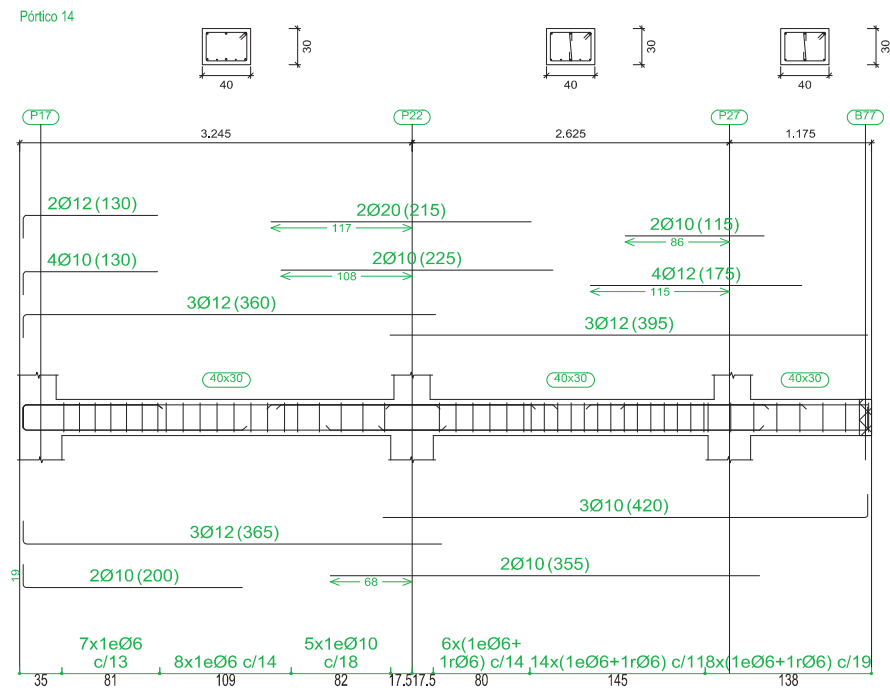 Pórtico 14
30
30
30
40
40
40
P17
P22
P27
B77
3.245
2.625
1.175
2Ø12(130)
2Ø20(215)
117
2Ø10(115)
86
4Ø10(130)
2Ø10(225)
108
4Ø12(175)
115
3Ø12(360)
3Ø12(395)
40x30
40x30
40x30
3Ø10(420)
3Ø12(365)
19
2Ø10(200)
2Ø10(355)
68
7x1eØ6
c/13
8x1eØ6 c/14
5x1eØ10
c/18
6x(1eØ6+
1rØ6) c/14
14x(1eØ6+1rØ6) c/11
8x(1eØ6+1rØ6) c/19
35
81
109
82
17.5
17.5
80
145
138